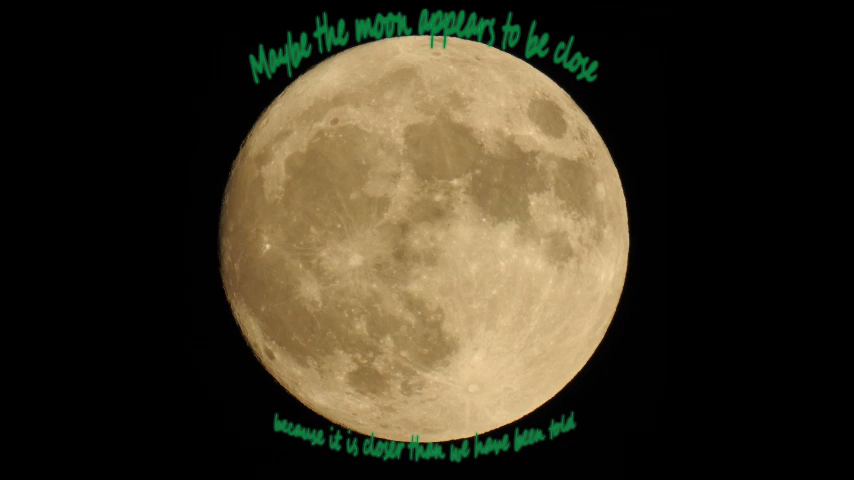 Maybe the moon appears to be close
because it is closer than we have been told